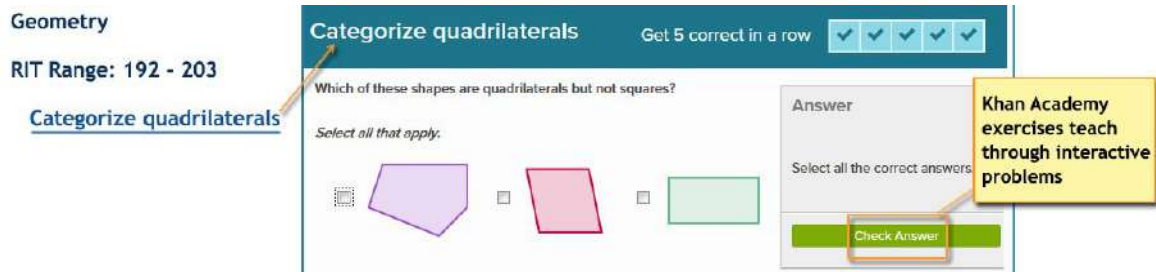 Geometry
RIT Range: 192 - 203
Categorize quadrilaterals
Categorize quadrilaterals
Get 5 correct in a row
Which of these shapes are quadrilaterals but not squares?
Select all that apply.
Answer
Select all the correct answers.
Check Answer
Khan Academy
exercises teach
through interactive
problems